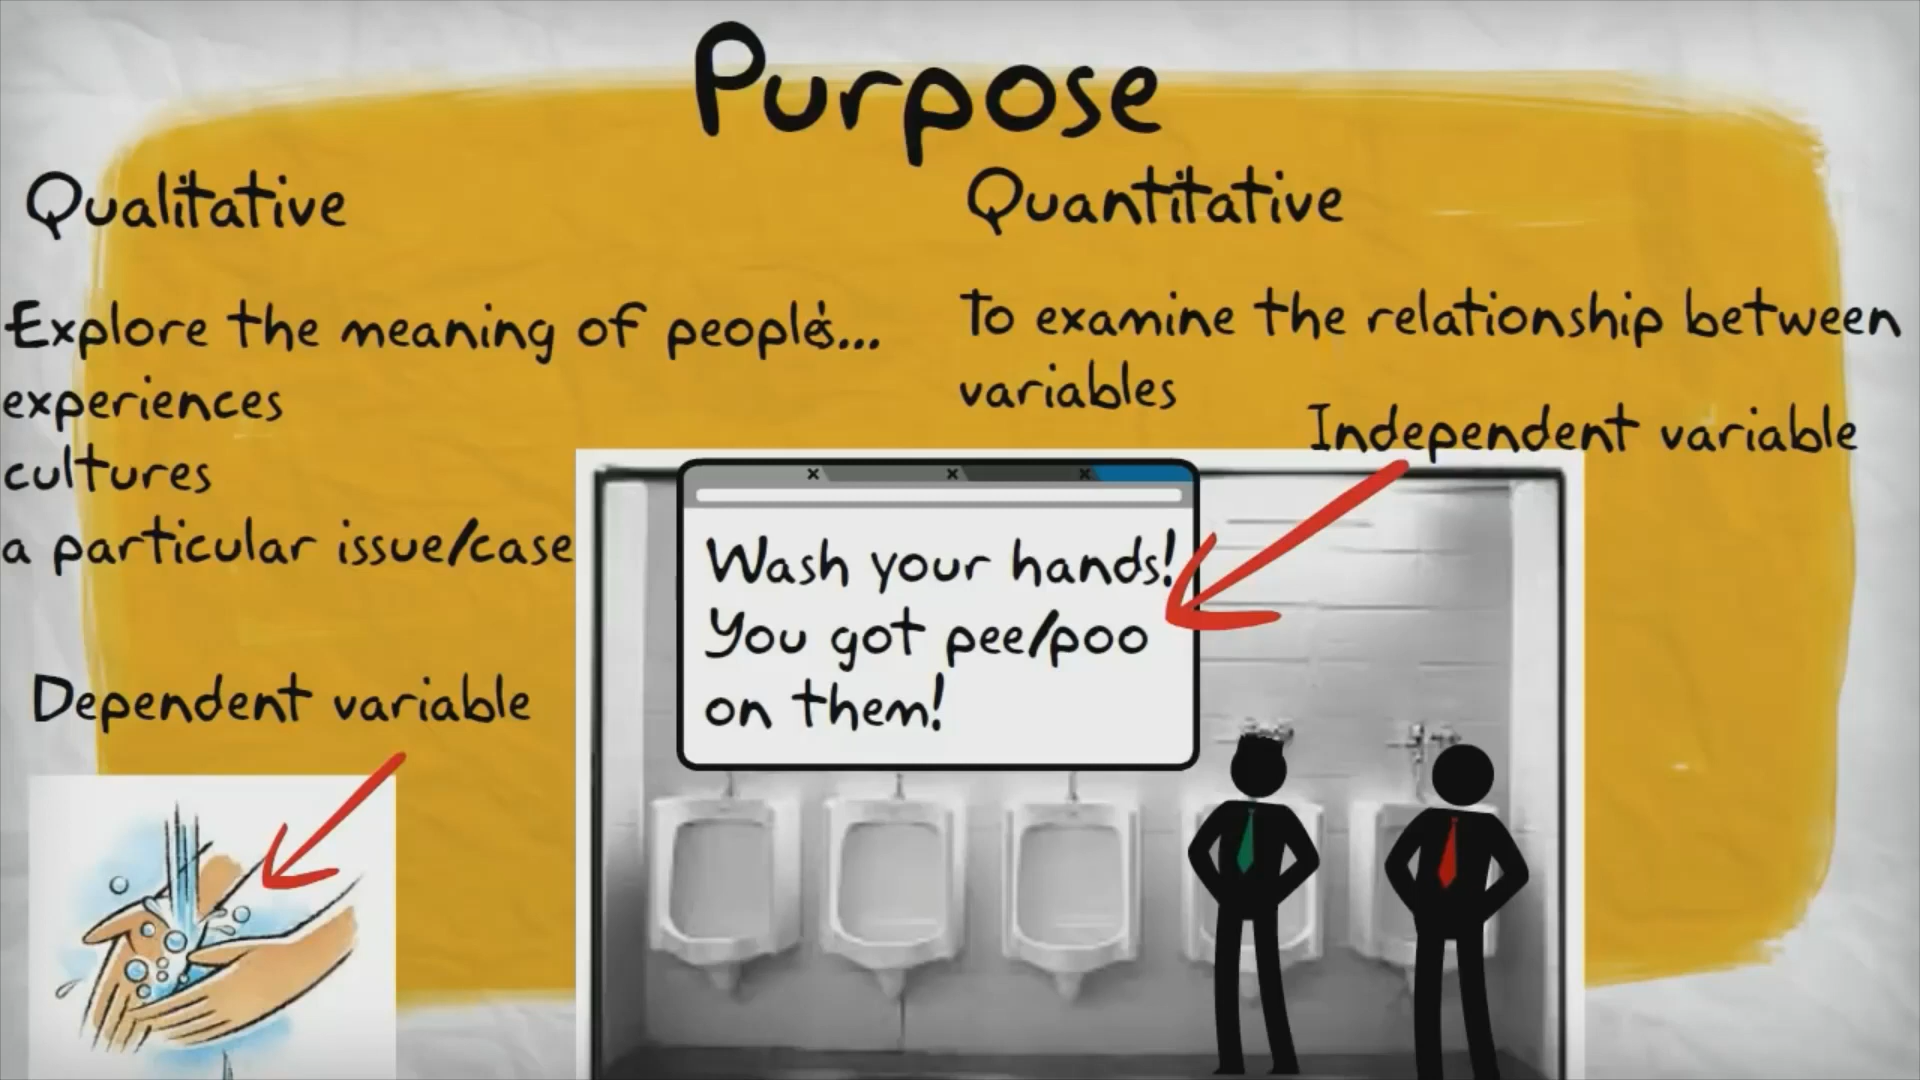 Purpose
Qualitative
Explore the meaning of people's...
experiences
cultures
a particular issue/case
Quantitative
To examine the relationship between
variables
Independent variable
Wash your hands!
You got pee/poo
on them!
Dependent variable